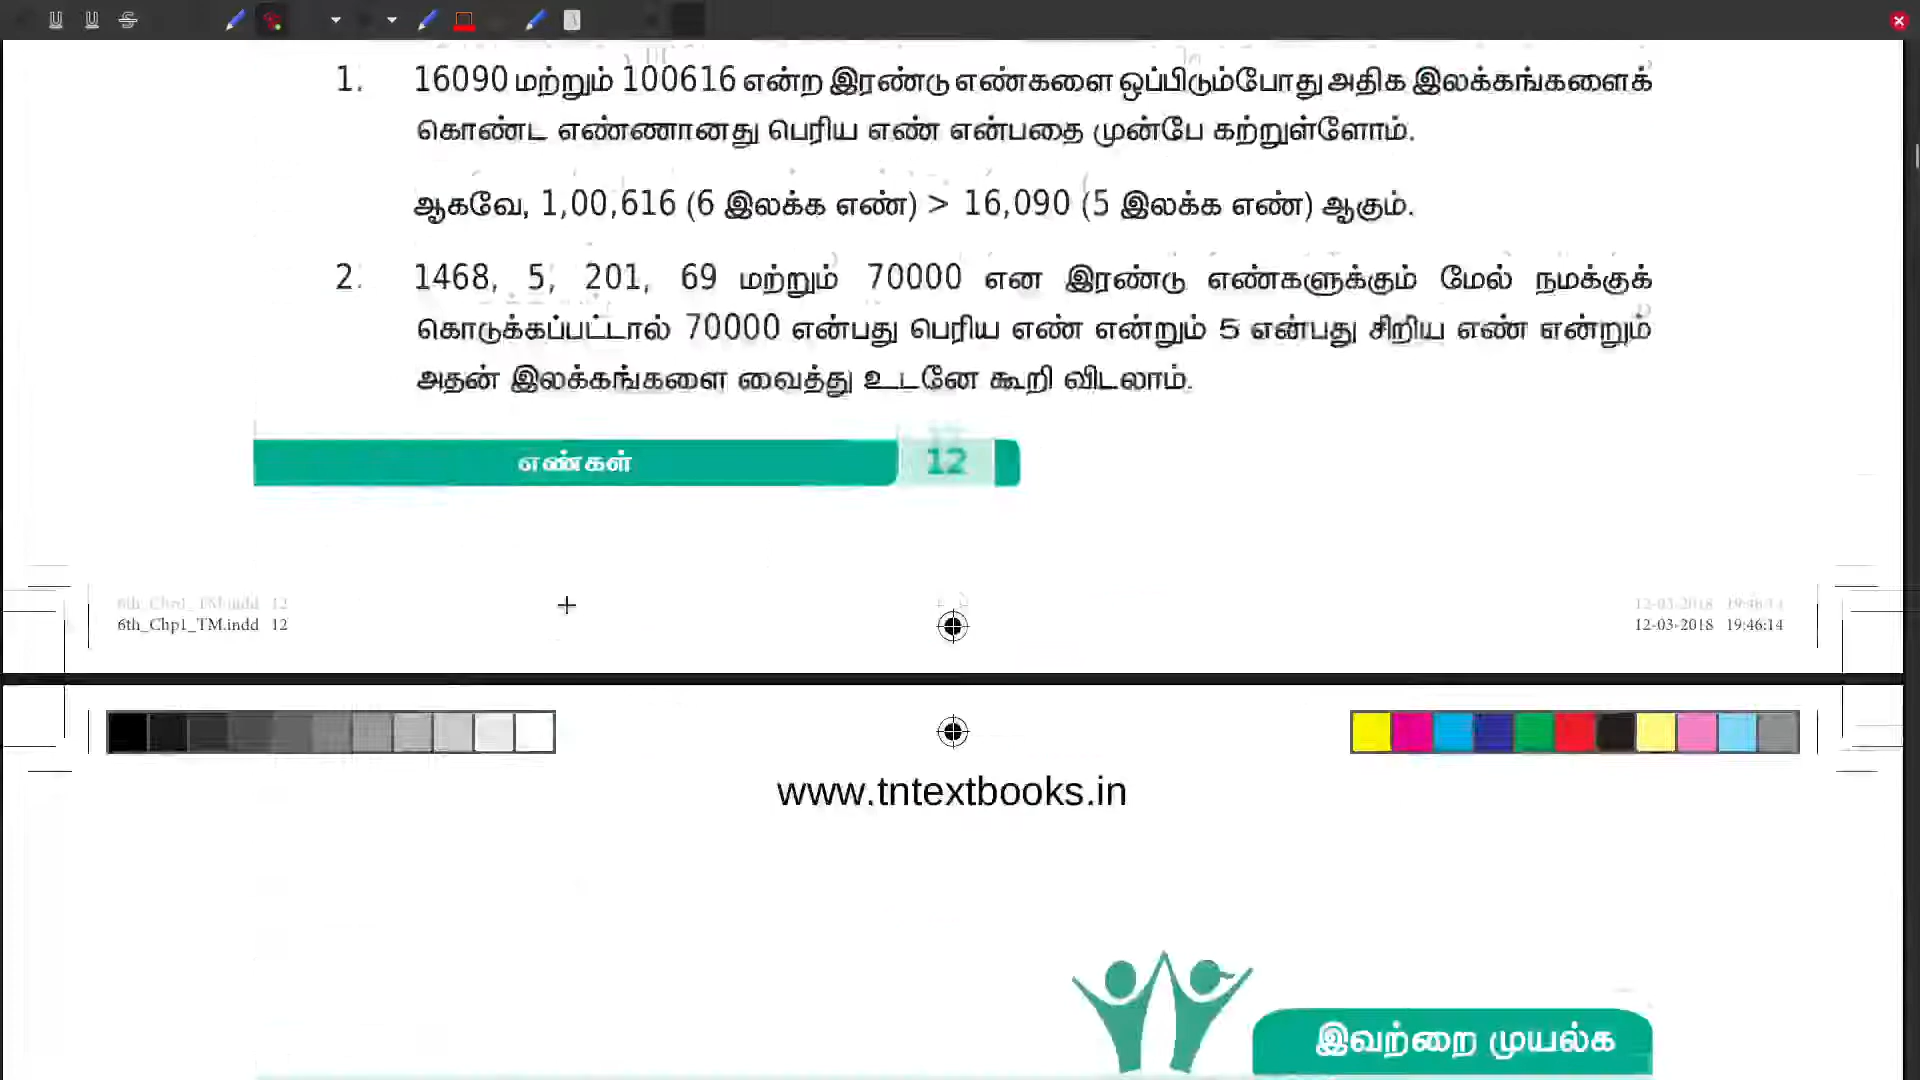 1. 16090 மற்றும் 100616 என்ற இரண்டு எண்களை ஒப்பிடும்போது அதிக இலக்கங்களைக்
கொண்ட எண்ணானது பெரிய எண் என்பதை முன்பே கற்றுள்ளோம்.
ஆகவே, 1,00,616 (6 இலக்க எண்) > 16,090 (5 இலக்க எண்) ஆகும்.
2. 1468, 5, 201, 69 மற்றும் 70000 என இரண்டு எண்களுக்கும் மேல் நமக்குக்
கொடுக்கப்பட்டால் 70000 என்பது பெரிய எண் என்றும் 5 என்பது சிறிய எண் என்றும்
அதன் இலக்கங்களை வைத்து உடனே கூறி விடலாம்.
எண்கள் 12
6th_Chp1_TM.indd 12 12-03-2018 19:46:14
www.tntextbooks.in
இவற்றை முயல்க